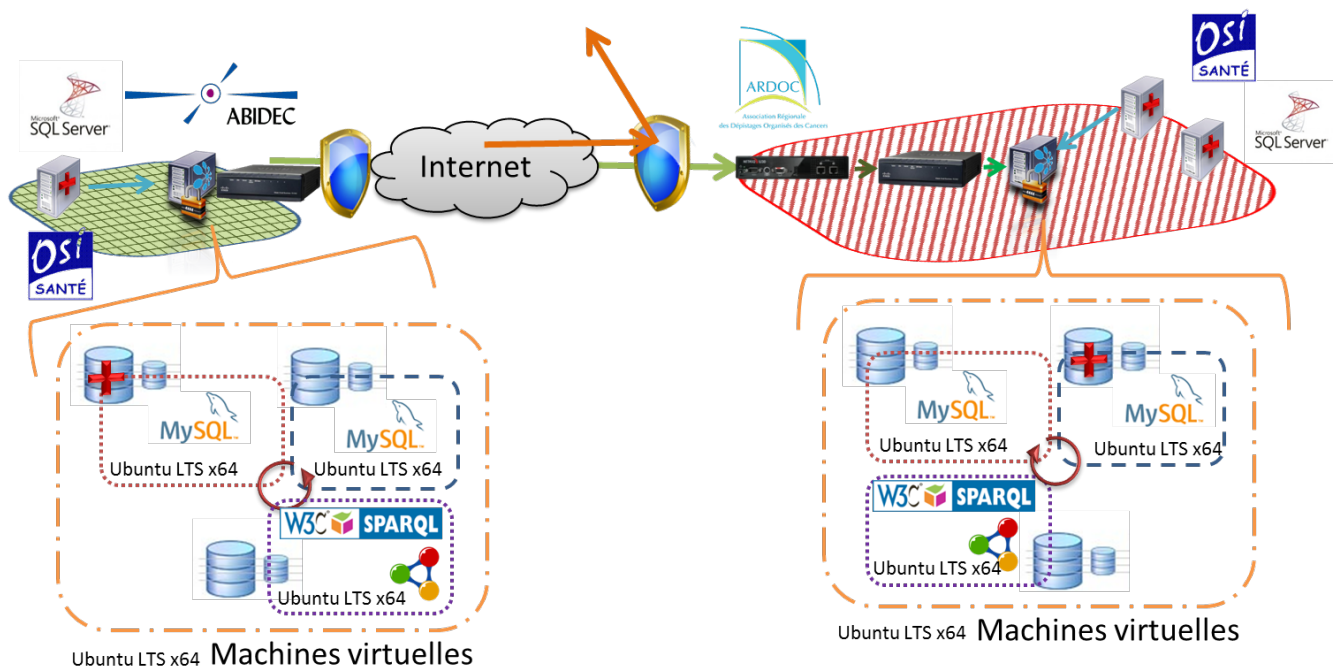 Microsoft
SQL Server
ABIDEC
Internet
ARDOC
Association Régionale
des Dépistages Organisés des Cancers
Osi
SANTÉ
Microsoft
SQL Server
Osi
SANTÉ
MySQL
Ubuntu LTS x64
MySQL
Ubuntu LTS x64
W3C
SPARQL
Ubuntu LTS x64
Ubuntu LTS x64 Machines virtuelles
MySQL
Ubuntu LTS x64
MySQL
Ubuntu LTS x64
W3C
SPARQL
Ubuntu LTS x64
Ubuntu LTS x64 Machines virtuelles